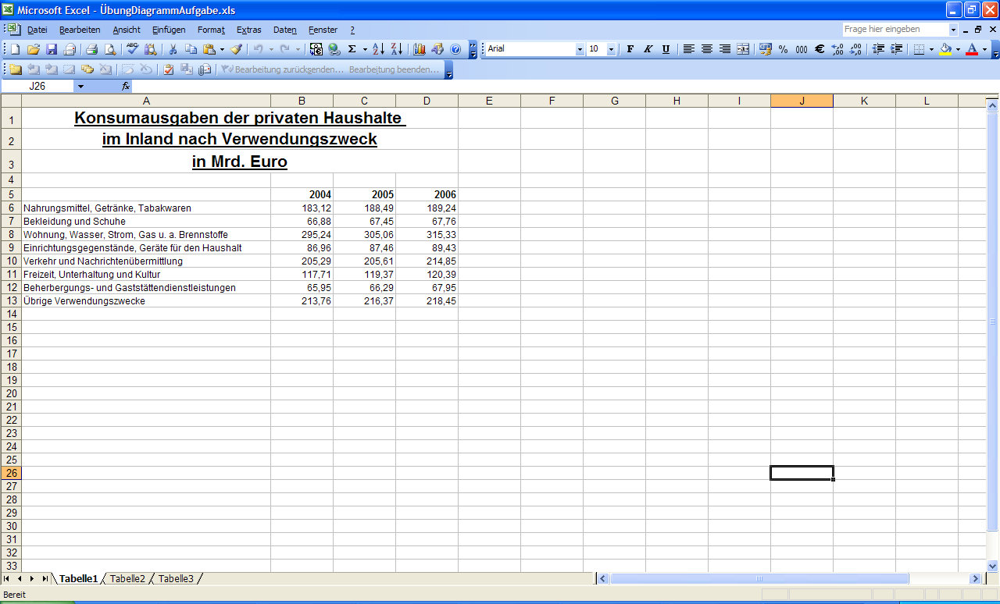 Microsoft Excel - ÜbungDiagrammAufgabe.xls
Datei Bearbeiten Ansicht Einfügen Format Extras Daten Fenster ? Frage hier eingeben
Arial 10 F K U % 000 €
Bearbeitung zurücksenden... Bearbeitung beenden...
J26 fx
A B C D E F G H I J K L
1 Konsumausgaben der privaten Haushalte
2 im Inland nach Verwendungszweck
3 in Mrd. Euro
4
5 2004 2005 2006
6 Nahrungsmittel, Getränke, Tabakwaren 183,12 188,49 189,24
7 Bekleidung und Schuhe 66,88 67,45 67,76
8 Wohnung, Wasser, Strom, Gas u. a. Brennstoffe 295,24 305,06 315,33
9 Einrichtungsgegenstände, Geräte für den Haushalt 86,96 87,46 89,43
10 Verkehr und Nachrichtenübermittlung 205,29 205,61 214,85
11 Freizeit, Unterhaltung und Kultur 117,71 119,37 120,39
12 Beherbergungs- und Gaststättendienstleistungen 65,95 66,29 67,95
13 Übrige Verwendungszwecke 213,76 216,37 218,45
14
15
16
17
18
19
20
21
22
23
24
25
26
27
28
29
30
31
32
33
Tabelle1 Tabelle2 Tabelle3
Bereit